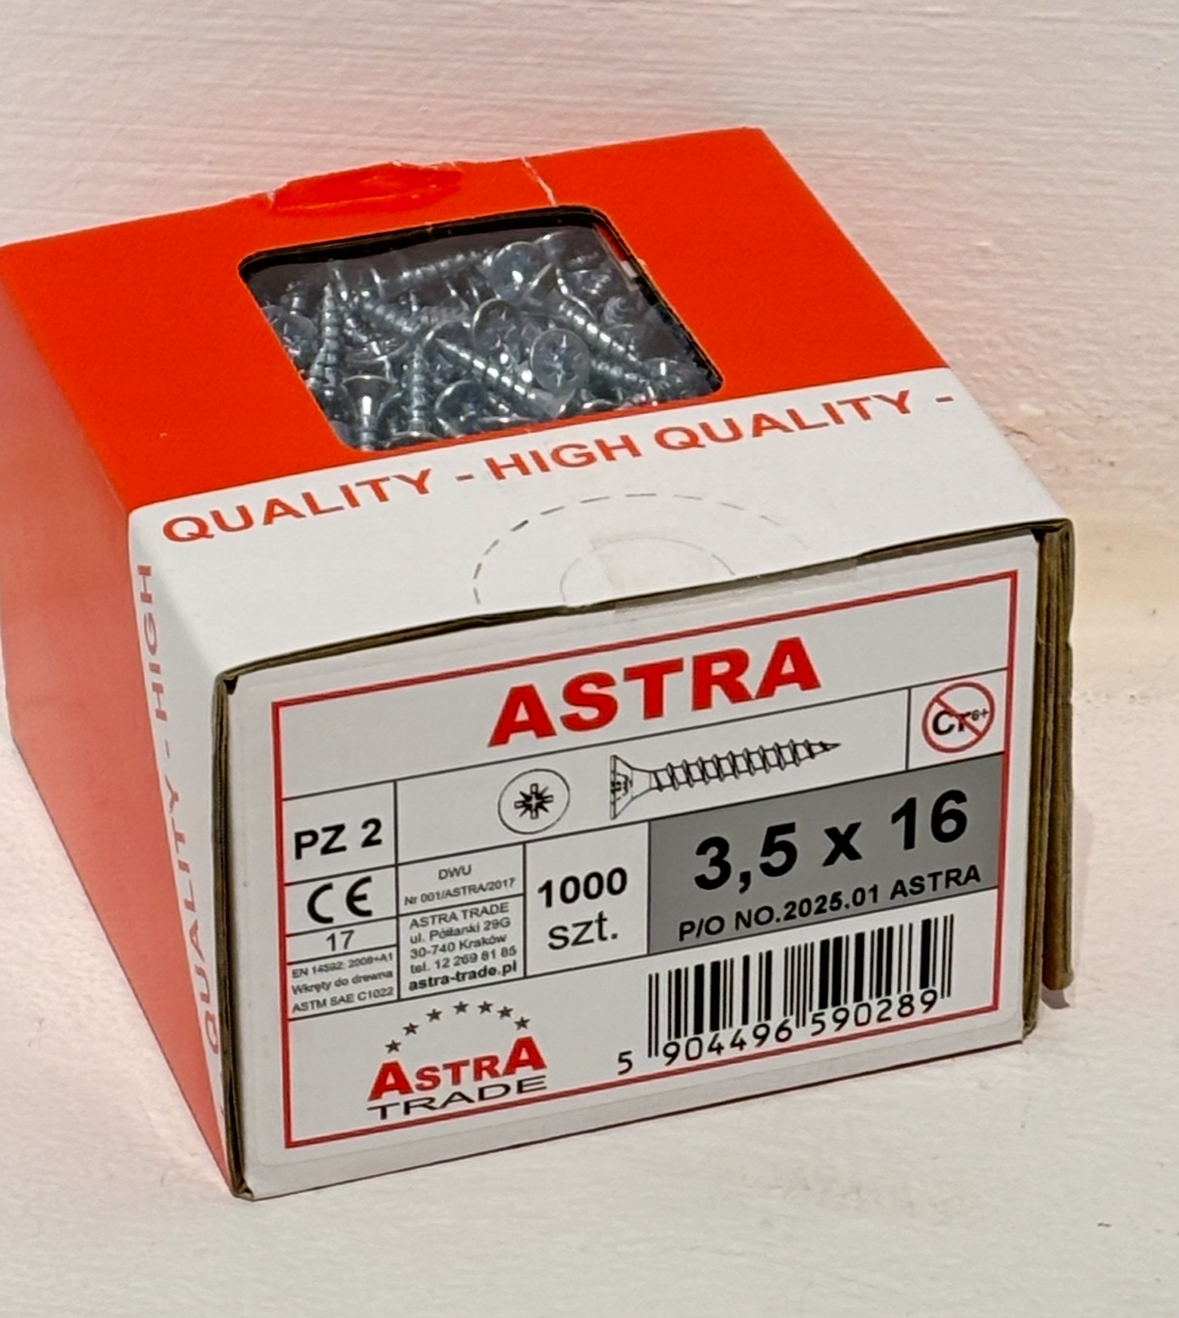 QUALITY - HIGH QUALITY -
QUALITY - HIGH
ASTRA
Cr6+
PZ 2
3,5 x 16
P/O NO.2025.01 ASTRA
1000
szt.
CE
17
EN 14592: 2008+A1
Wkręty do drewna
ASTM SAE C1022
DWU
Nr 001/ASTRA/2017
ASTRA TRADE
ul. Półłanki 29G
30-740 Kraków
tel. 12 269 81 85
astra-trade.pl
ASTRA
TRADE
5 904496 590289